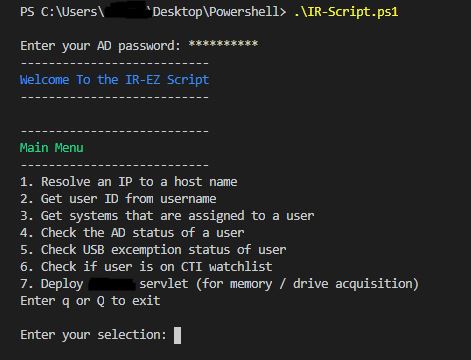 PS C:\Users\ \Desktop\Powershell> .\IR-Script.ps1
Enter your AD password: **********
---------------------------
Welcome To the IR-EZ Script
---------------------------
---------------------------
Main Menu
---------------------------
1. Resolve an IP to a host name
2. Get user ID from username
3. Get systems that are assigned to a user
4. Check the AD status of a user
5. Check USB excemption status of user
6. Check if user is on CTI watchlist
7. Deploy servlet (for memory / drive acquisition)
Enter q or Q to exit
Enter your selection: